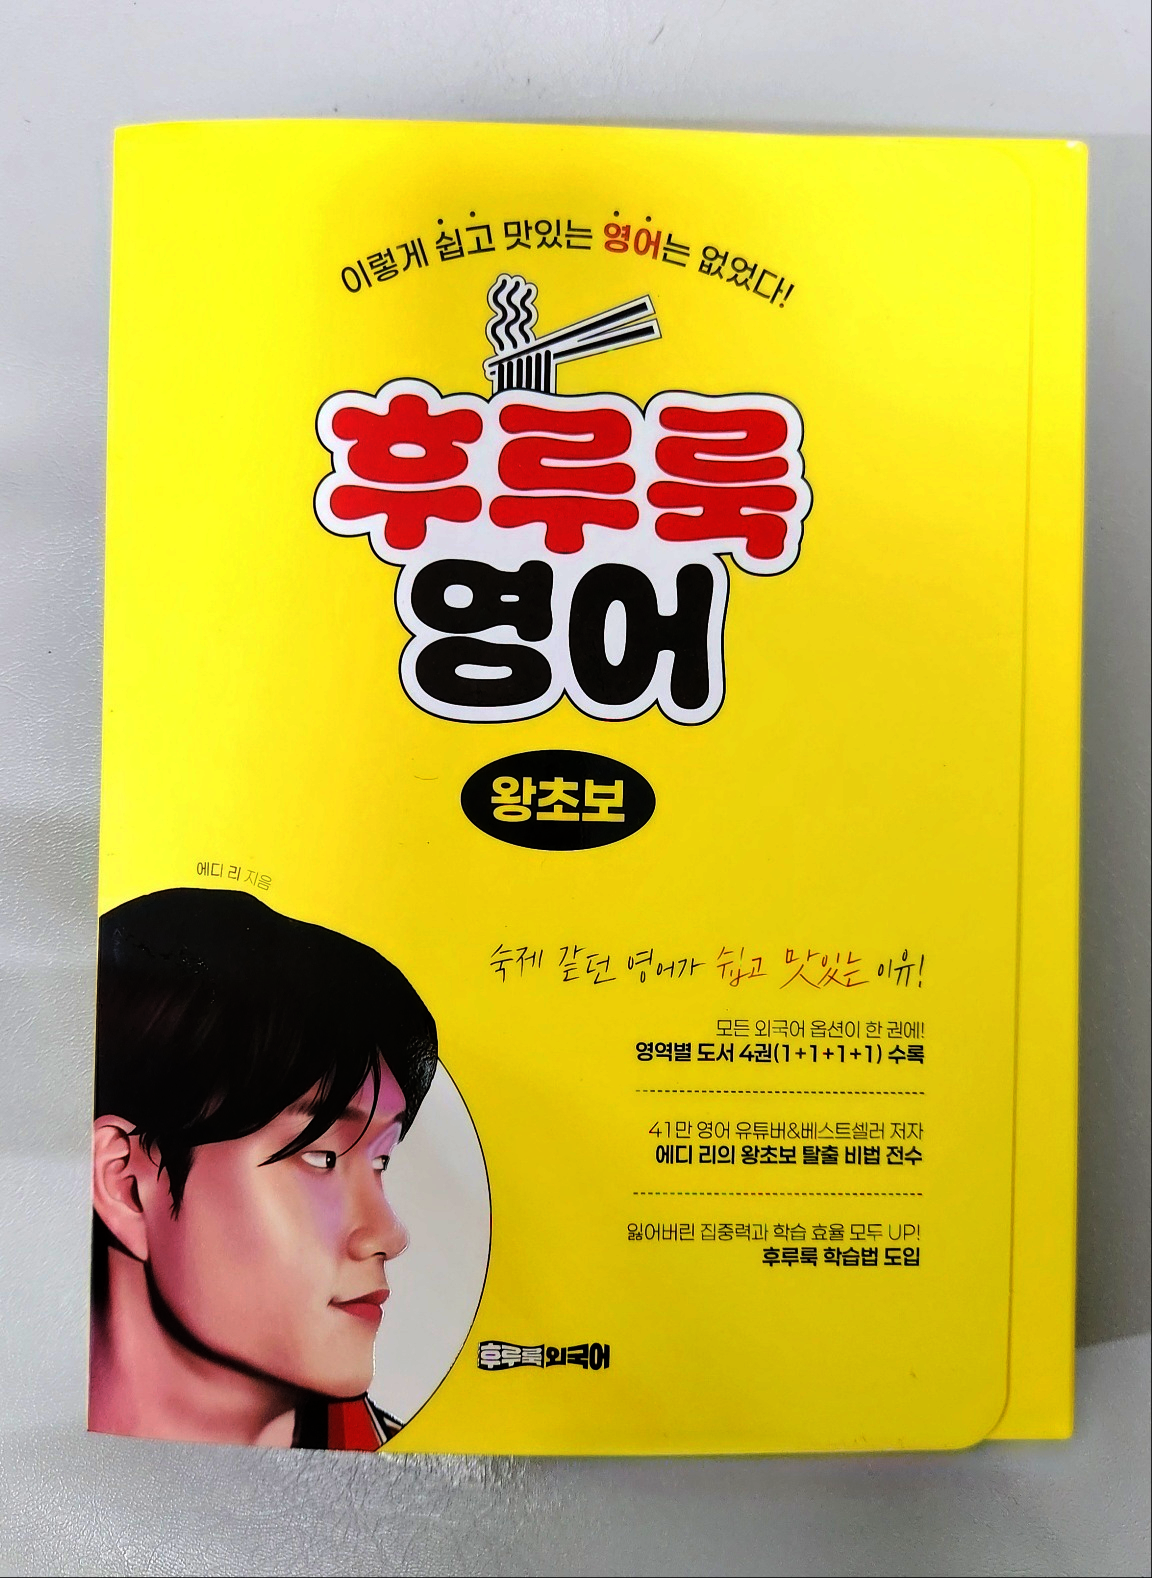 이렇게 쉽고 맛있는 영어는 없었다!
후루룩
영어
왕초보
에디 리 지음
숙제 같던 영어가 쉽고 맛있는 이유!
모든 외국어 옵션이 한 권에!
영역별 도서 4권(1+1+1+1) 수록
41만 영어 유튜버&베스트셀러 저자
에디 리의 왕초보 탈출 비법 전수
잃어버린 집중력과 학습 효율 모두 UP!
후루룩 학습법 도입
후루룩외국어